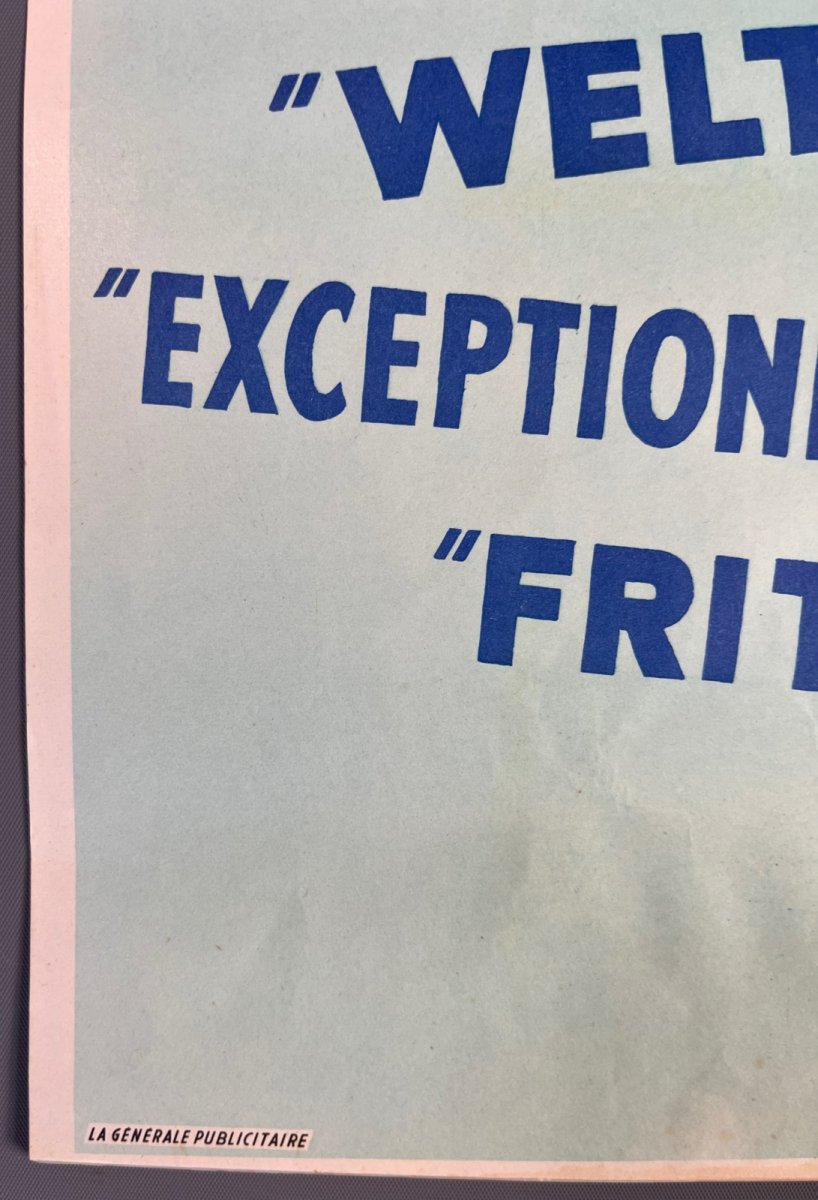 "WELT
"EXCEPTION
"FRIT
LA GÉNÉRALE PUBLICITAIRE